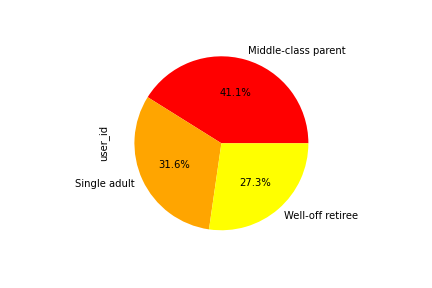 Middle-class parent
41.1%
user_id
31.6%
Single adult
27.3%
Well-off retiree